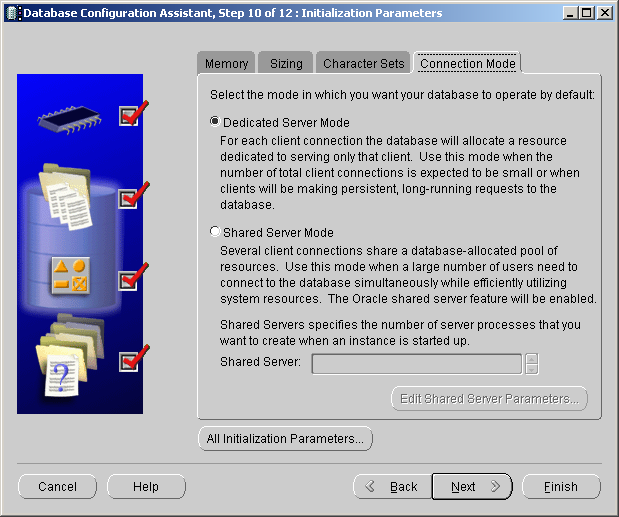 Database Configuration Assistant, Step 10 of 12 : Initialization Parameters
Memory
Sizing
Character Sets
Connection Mode
Select the mode in which you want your database to operate by default:
Dedicated Server Mode
For each client connection the database will allocate a resource
dedicated to serving only that client. Use this mode when the
number of total client connections is expected to be small or when
clients will be making persistent, long-running requests to the
database.
Shared Server Mode
Several client connections share a database-allocated pool of
resources. Use this mode when a large number of users need to
connect to the database simultaneously while efficiently utilizing
system resources. The Oracle shared server feature will be enabled.
Shared Servers specifies the number of server processes that you
want to create when an instance is started up.
Shared Server:
Edit Shared Server Parameters...
?
All Initialization Parameters...
Cancel
Help
Back
Next
Finish